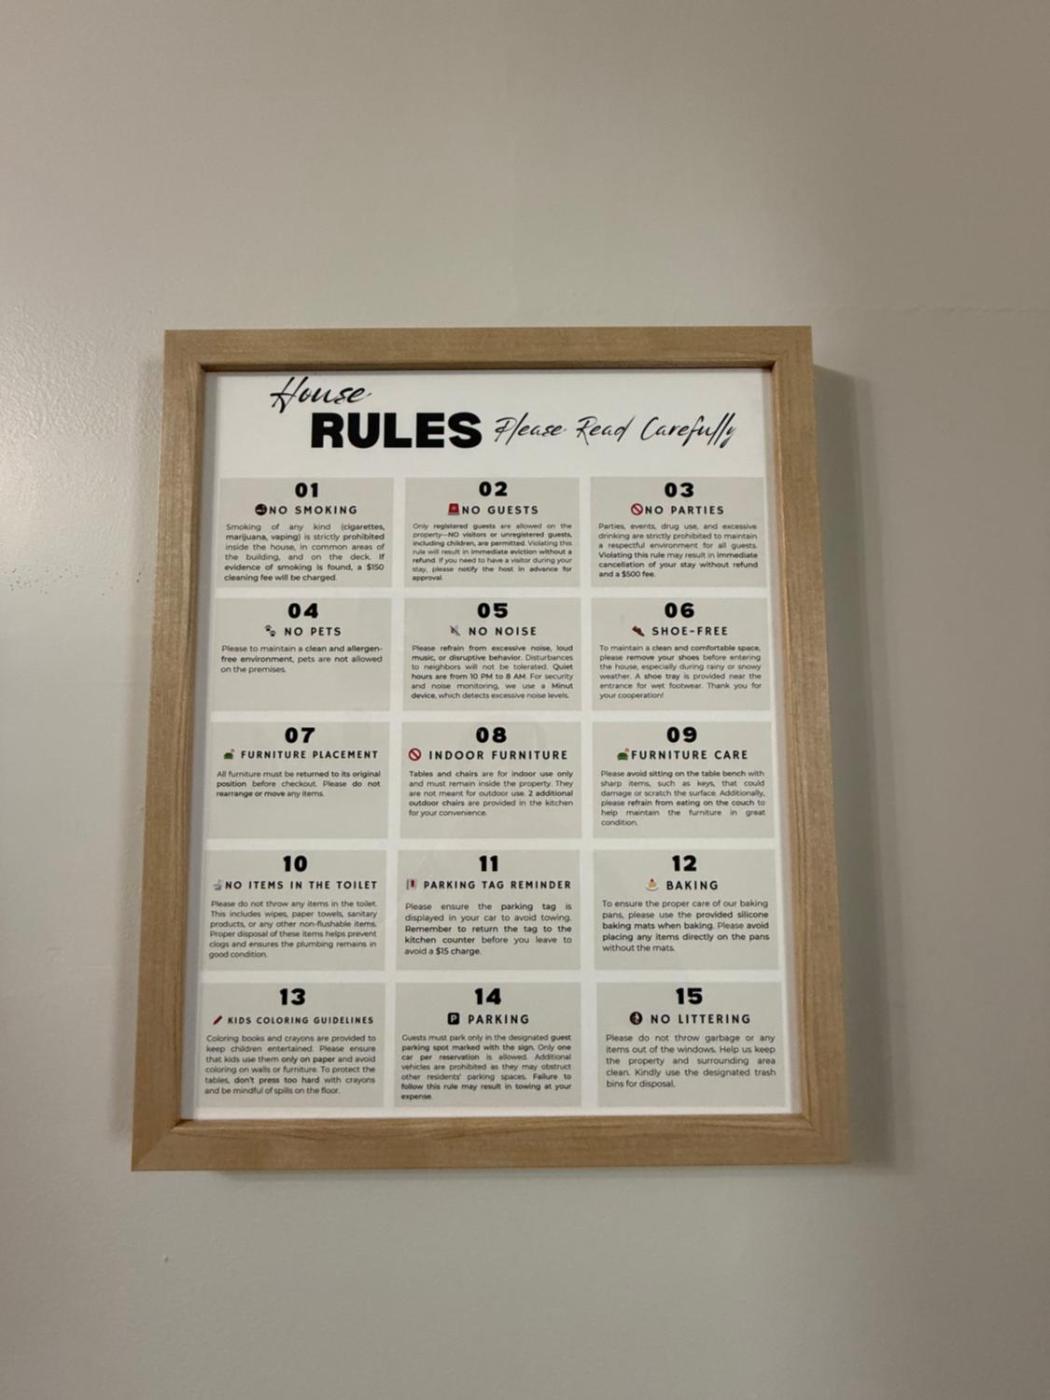 House
RULES Please Read Carefully
01
NO SMOKING
Smoking of any kind (cigarettes,
marijuana, vaping) is strictly prohibited
inside the house, in common areas of
the building, and on the deck. If
evidence of smoking is found, a $150
cleaning fee will be charged.
02
NO GUESTS
Only registered guests are allowed on the
property—NO visitors or unregistered guests,
including children, are permitted. Violating this
rule will result in immediate eviction without a
refund. If you need to have a visitor during your
stay, please notify the host in advance for
approval.
03
NO PARTIES
Parties, events, drug use, and excessive
drinking are strictly prohibited to maintain
a respectful environment for all guests.
Violating this rule may result in immediate
cancellation of your stay without refund
and a $500 fee.
04
NO PETS
Please to maintain a clean and allergen-
free environment, pets are not allowed
on the premises.
05
NO NOISE
Please refrain from excessive noise, loud
music, or disruptive behavior. Disturbances
to neighbors will not be tolerated. Quiet
hours are from 10 PM to 8 AM. For security
and noise monitoring, we use a Minut
device, which detects excessive noise levels.
06
SHOE-FREE
To maintain a clean and comfortable space,
please remove your shoes before entering
the house, especially during rainy or snowy
weather. A shoe tray is provided near the
entrance for wet footwear. Thank you for
your cooperation!
07
FURNITURE PLACEMENT
All furniture must be returned to its original
position before checkout. Please do not
rearrange or move any items.
08
INDOOR FURNITURE
Tables and chairs are for indoor use only
and must remain inside the property. They
are not meant for outdoor use. 2 additional
outdoor chairs are provided in the kitchen
for your convenience.
09
FURNITURE CARE
Please avoid sitting on the table bench with
sharp items, such as keys, that could
damage or scratch the surface. Additionally,
please refrain from eating on the couch to
help maintain the furniture in great
condition.
10
NO ITEMS IN THE TOILET
Please do not throw any items in the toilet.
This includes wipes, paper towels, sanitary
products, or any other non-flushable items.
Proper disposal of these items helps prevent
clogs and ensures the plumbing remains in
good condition.
11
PARKING TAG REMINDER
Please ensure the parking tag is
displayed in your car to avoid towing.
Remember to return the tag to the
kitchen counter before you leave to
avoid a $15 charge.
12
BAKING
To ensure the proper care of our baking
pans, please use the provided silicone
baking mats when baking. Please avoid
placing any items directly on the pans
without the mats.
13
KIDS COLORING GUIDELINES
Coloring books and crayons are provided to
keep children entertained. Please ensure
that kids use them only on paper and avoid
coloring on walls or furniture. To protect the
tables, don't press too hard with crayons
and be mindful of spills on the floor.
14
P PARKING
Guests must park only in the designated guest
parking spot marked with the sign. Only one
car per reservation is allowed. Additional
vehicles are prohibited as they may obstruct
other residents' parking spaces. Failure to
follow this rule may result in towing at your
expense.
15
NO LITTERING
Please do not throw garbage or any
items out of the windows. Help us keep
the property and surrounding area
clean. Kindly use the designated trash
bins for disposal.